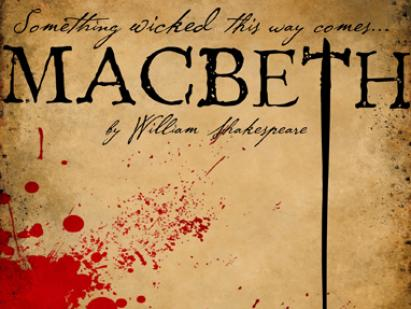 Something wicked this way comes...
MACBETH
by William Shakespeare